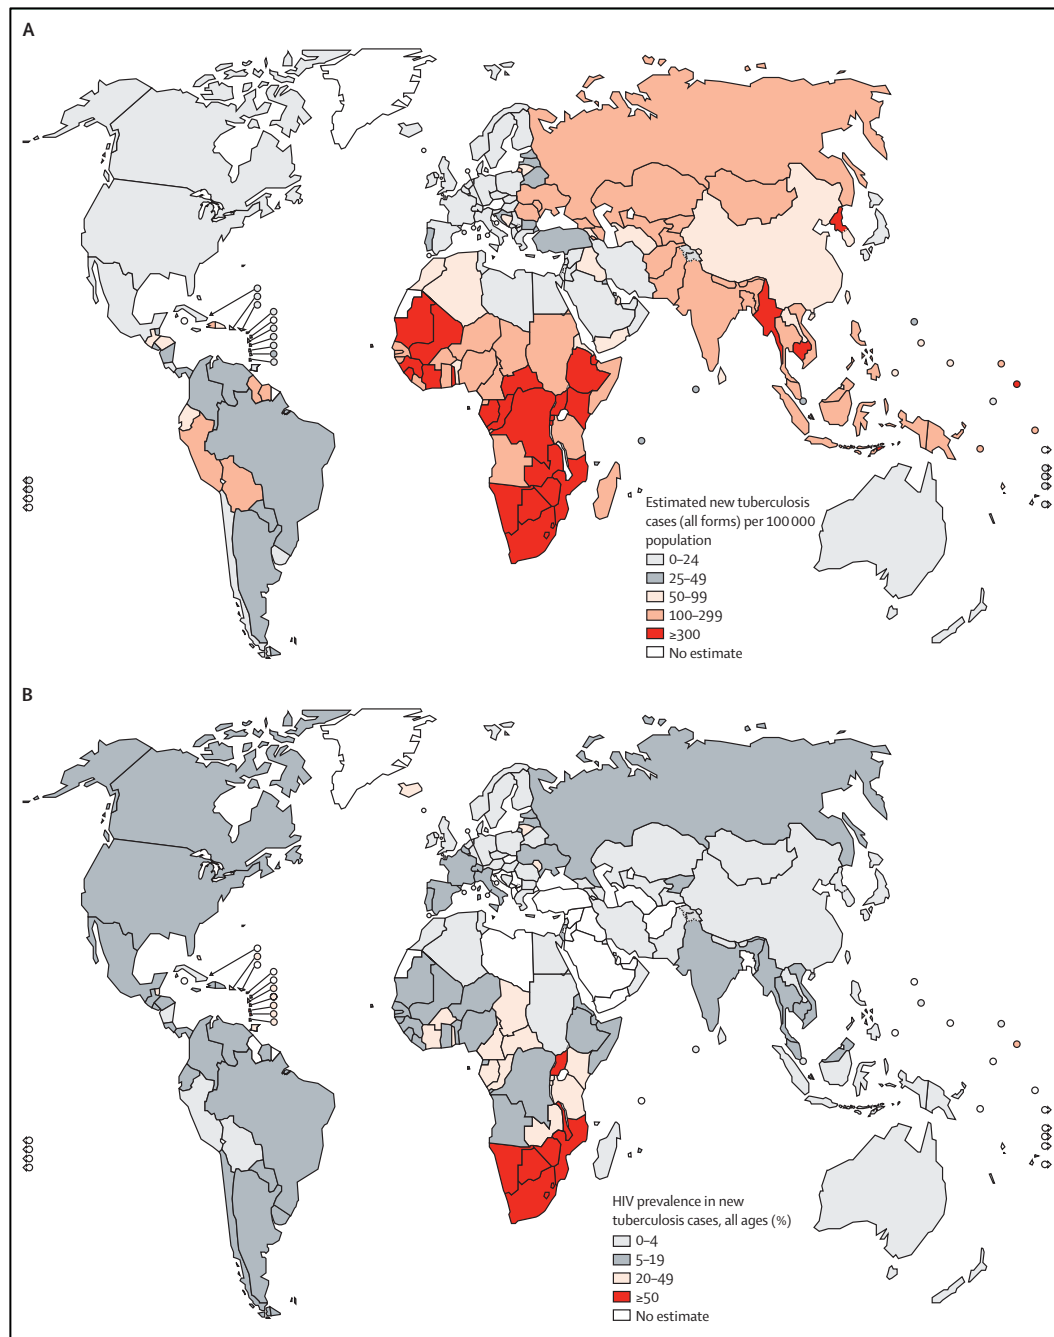 A
Estimated new tuberculosis
cases (all forms) per 100 000
population
0–24
25–49
50–99
100–299
≥300
No estimate
B
HIV prevalence in new
tuberculosis cases, all ages (%)
0–4
5–19
20–49
≥50
No estimate